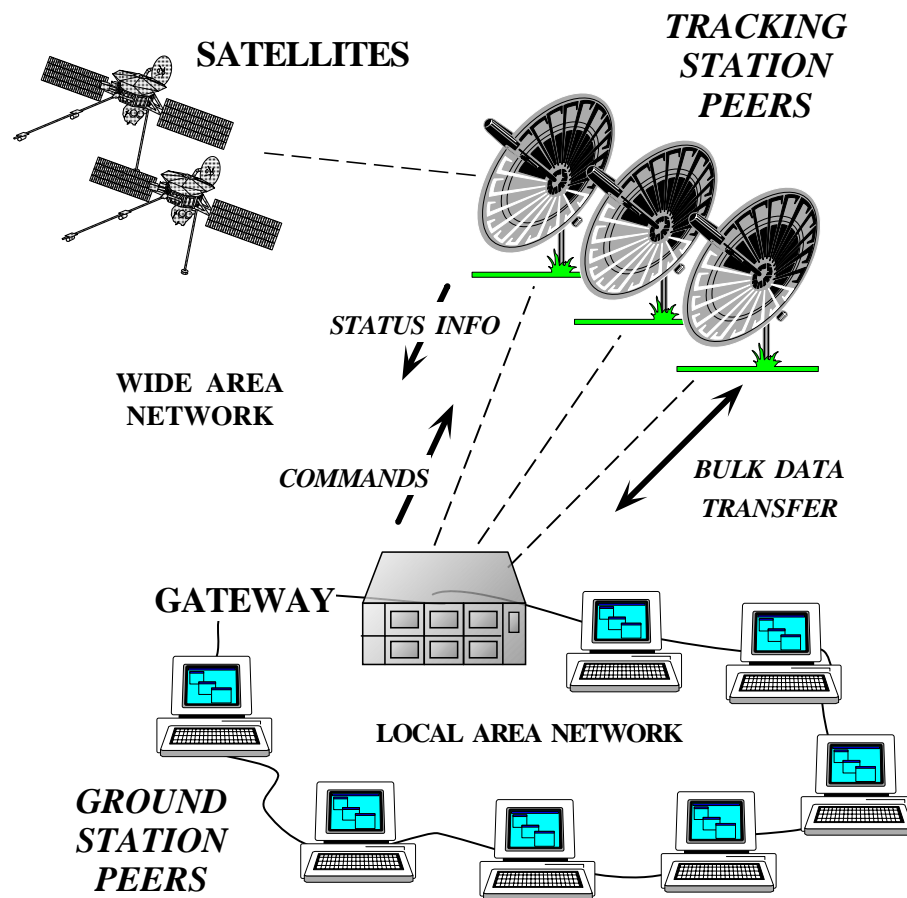 SATELLITES
TRACKING
STATION
PEERS
STATUS INFO
WIDE AREA
NETWORK
COMMANDS
BULK DATA
TRANSFER
GATEWAY
LOCAL AREA NETWORK
GROUND
STATION
PEERS